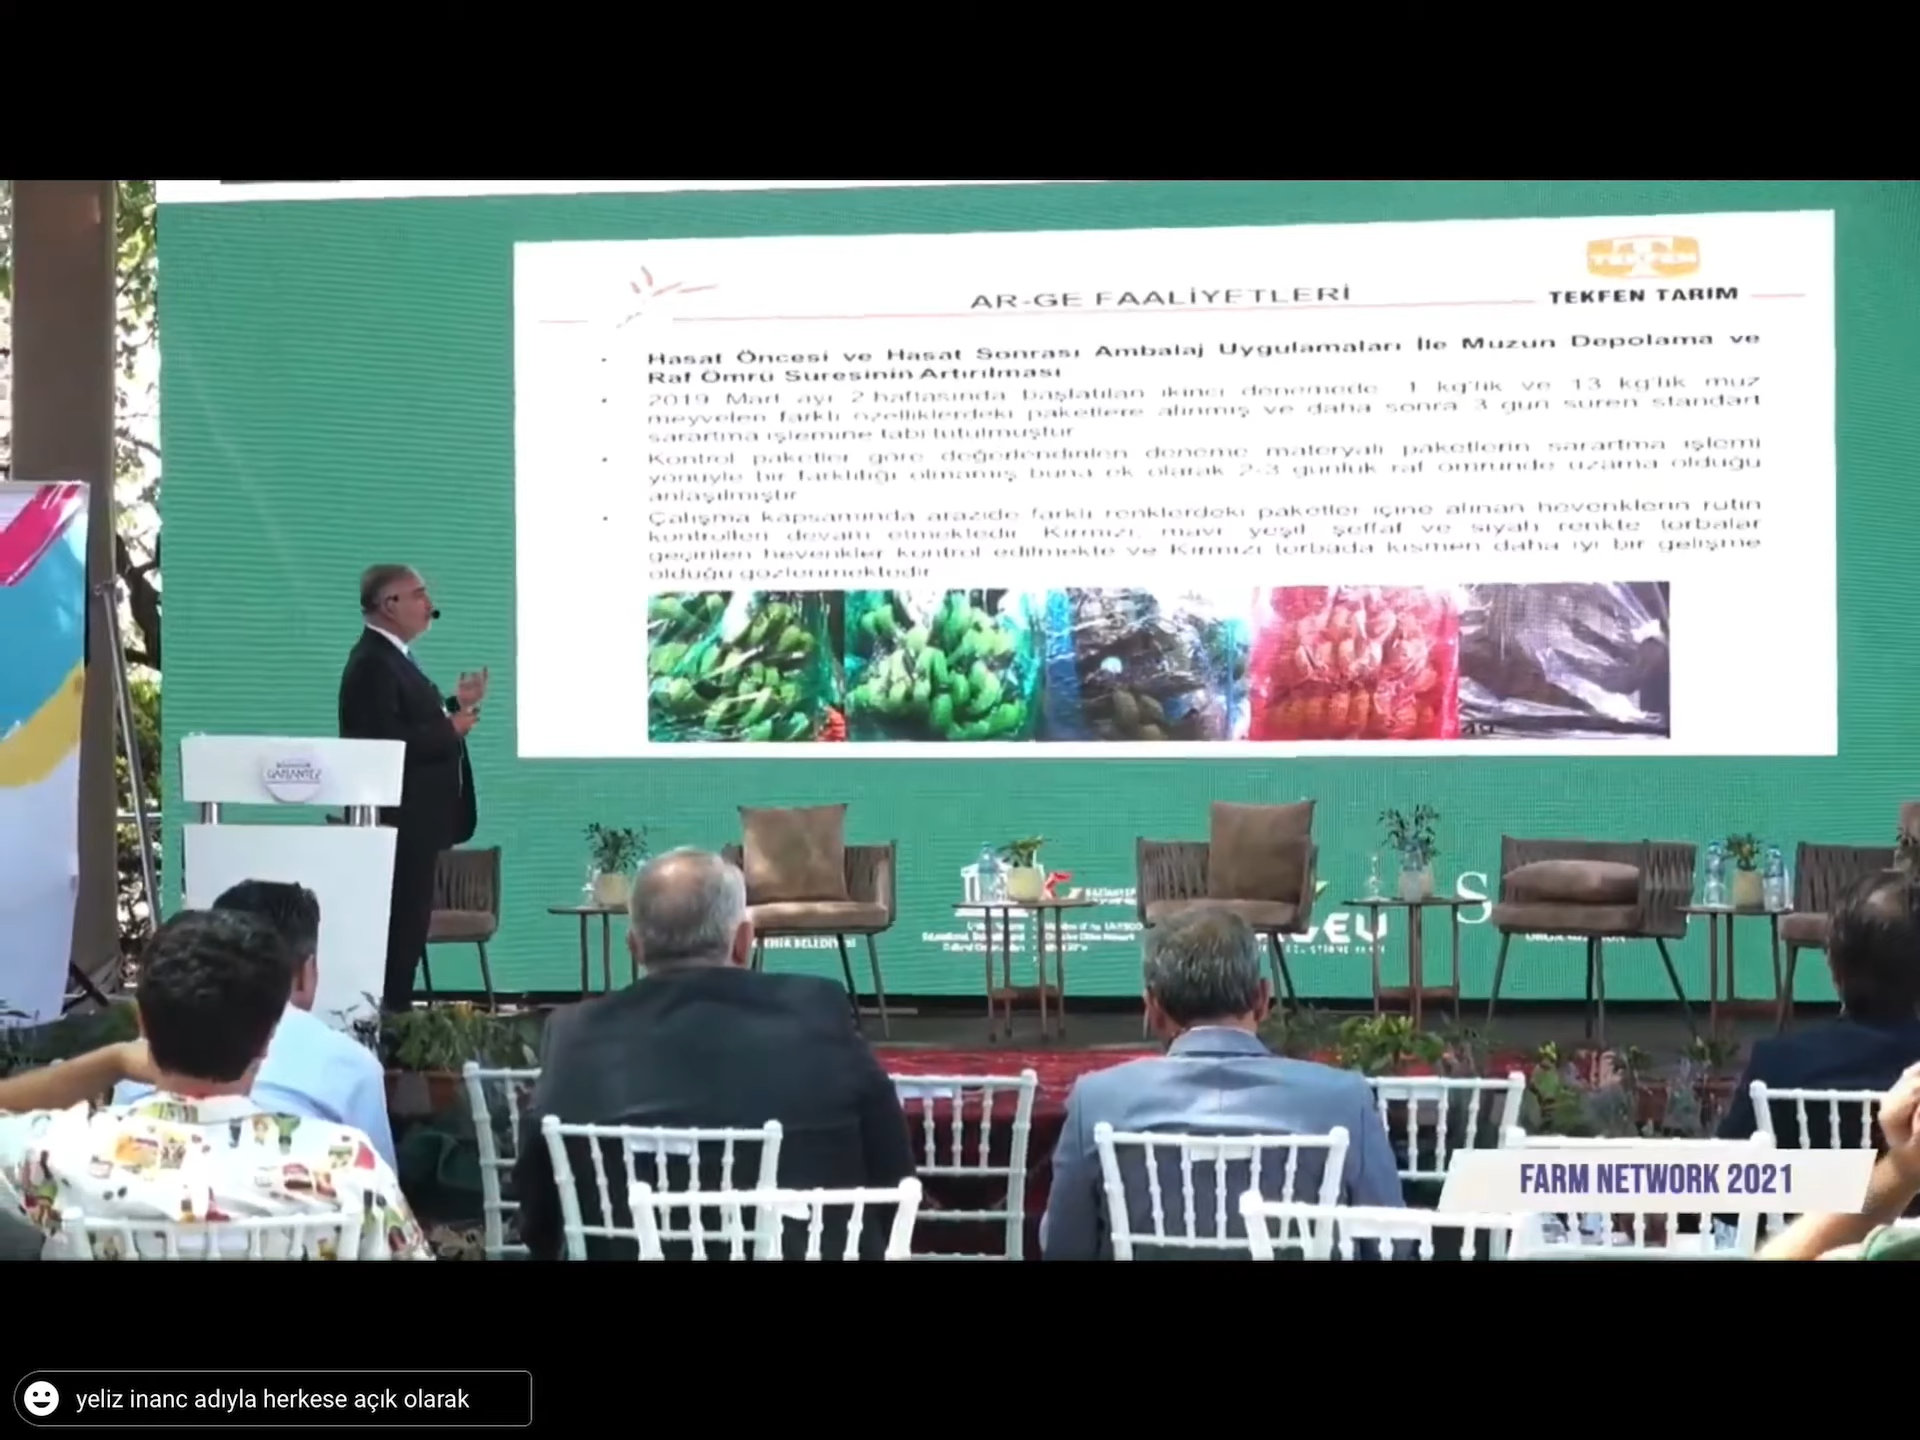 TEKFEN
AR-GE FAALİYETLERİ
TEKFEN TARIM
• Hasat Öncesi ve Hasat Sonrası Ambalaj Uygulamaları İle Muzun Depolama ve
Raf Ömrü Süresinin Artırılması
• 2019 Mart ayı 2.haftasında başlatılan ikinci denemede 1 kg'lık ve 13 kg'lık muz
meyveleri farklı özelliklerdeki paketlere alınmış ve daha sonra 3 gün süren standart
sarartma işlemine tabi tutulmuştur
• Kontrol paketler göre değerlendirilen deneme materyali paketlerin sarartma işlemi
yönüyle bir farklılığı olmamış buna ek olarak 2-3 günlük raf ömründe uzama olduğu
anlaşılmıştır
• Çalışma kapsamında arazide farklı renklerdeki paketler içine alınan hevenklerin rutin
kontrolleri devam etmektedir. Kırmızı, mavi yeşil şeffaf ve siyah renkte torbalar
geçirilen hevenkler kontrol edilmekte ve Kırmızı torbada kısmen daha iyi bir gelişme
olduğu gözlenmektedir
GAZİANTEP
FARM NETWORK 2021
yeliz inanc adıyla herkese açık olarak